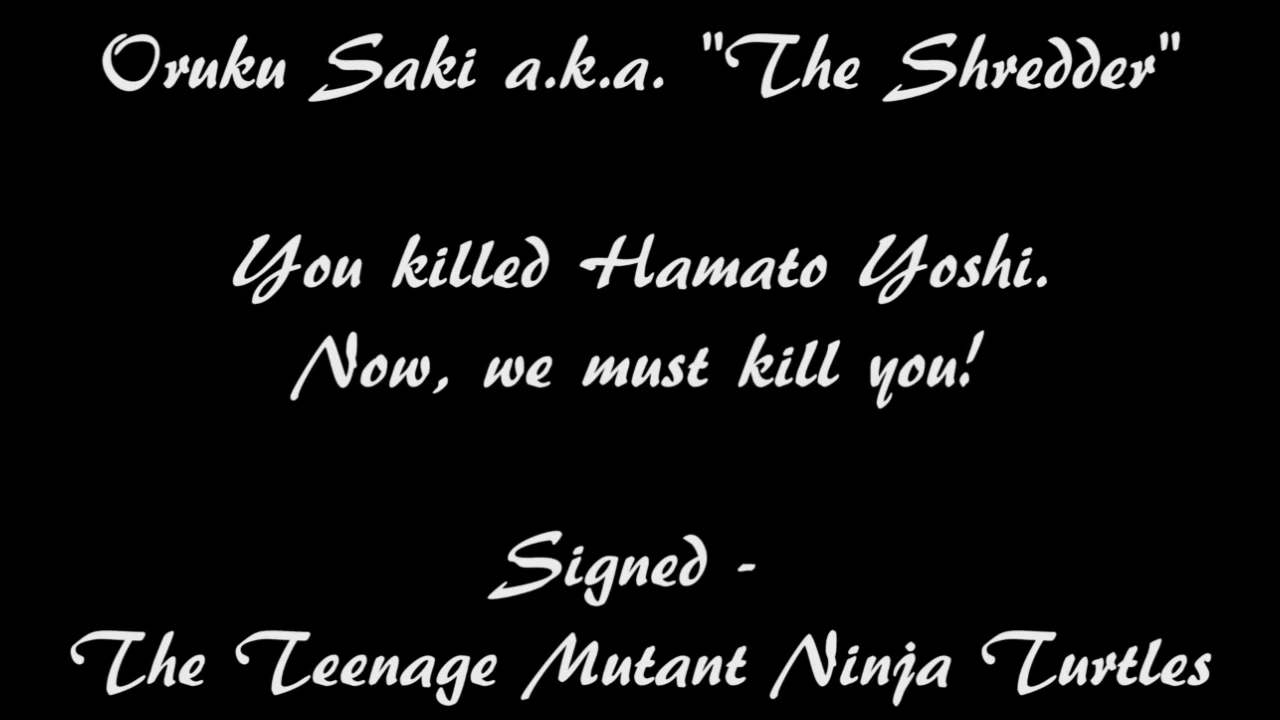 Oruku Saki a.k.a. "The Shredder"
You killed Hamato Yoshi.
Now, we must kill you!
Signed -
The Teenage Mutant Ninja Turtles